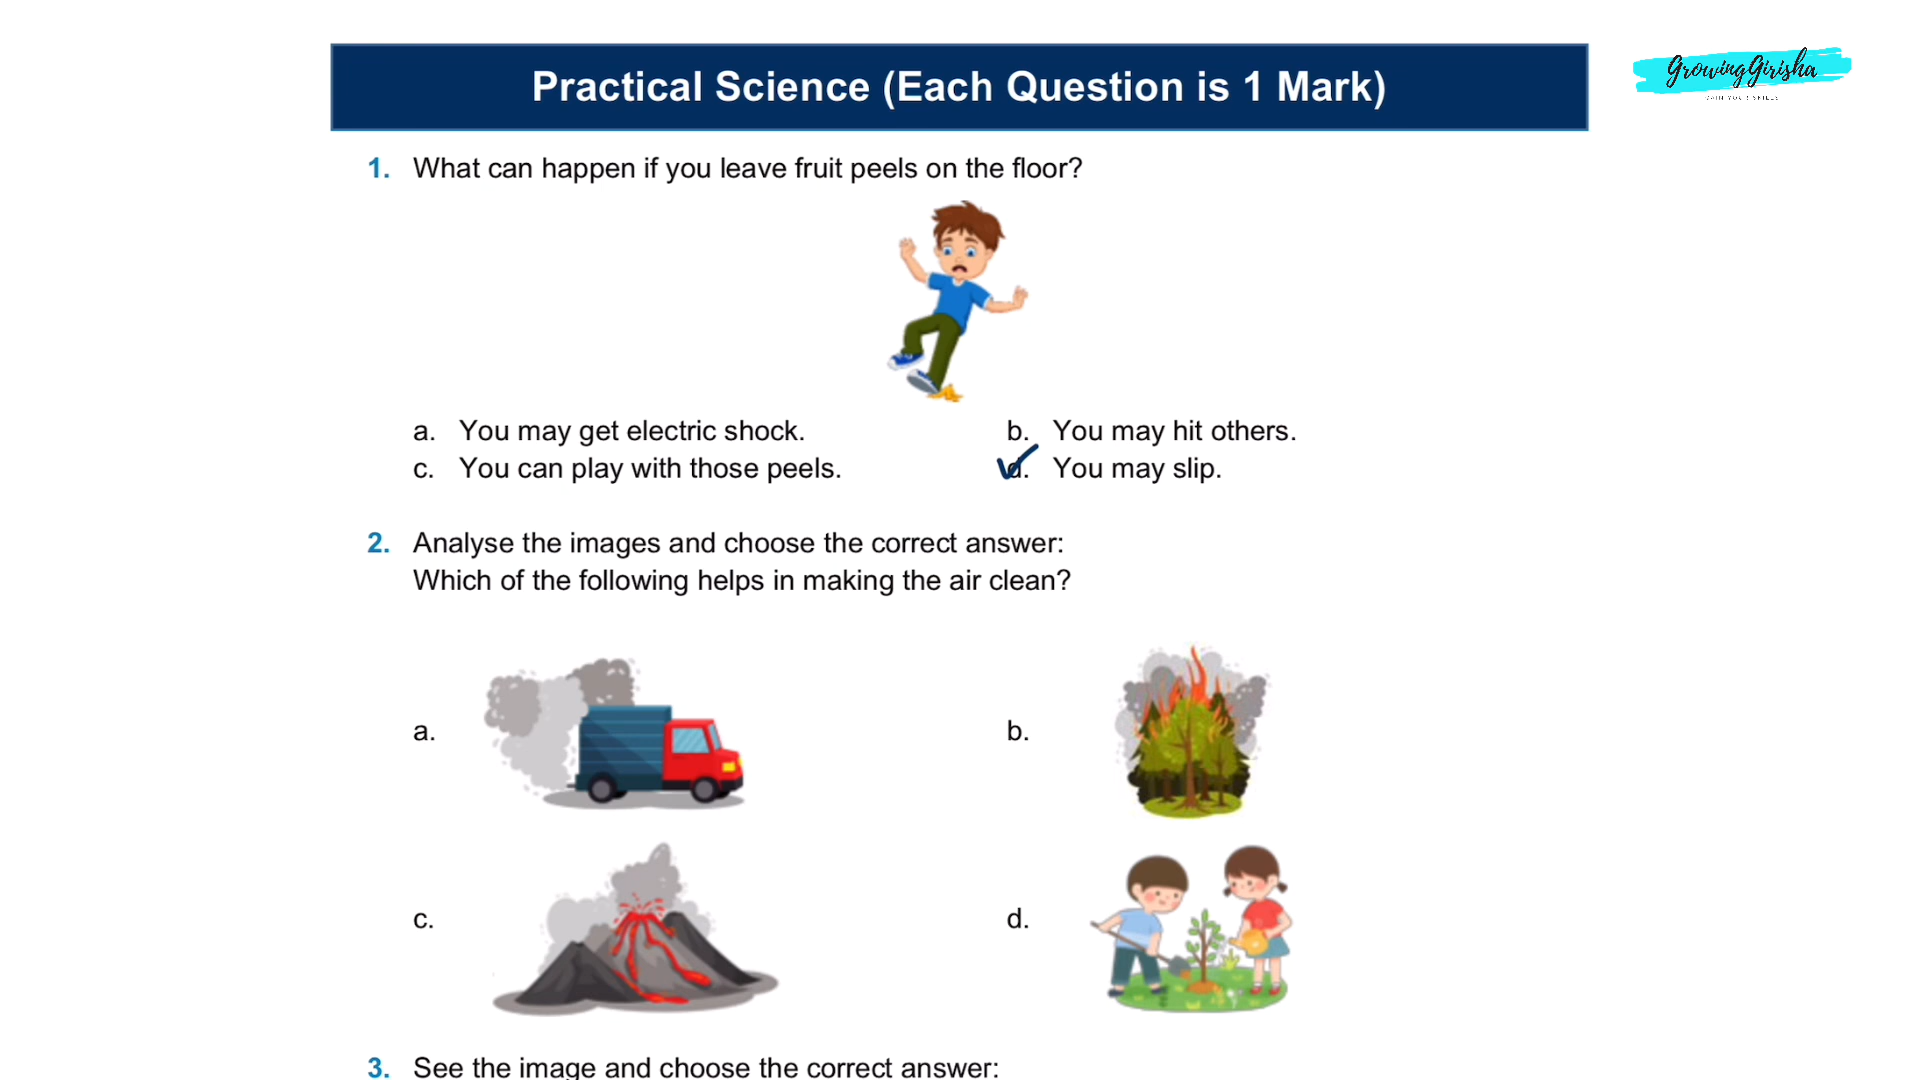 Practical Science (Each Question is 1 Mark)
GrowingGirisha
1. What can happen if you leave fruit peels on the floor?
a. You may get electric shock.
b. You may hit others.
c. You can play with those peels.
d. You may slip.
2. Analyse the images and choose the correct answer:
Which of the following helps in making the air clean?
a.
b.
c.
d.
3. See the image and choose the correct answer: